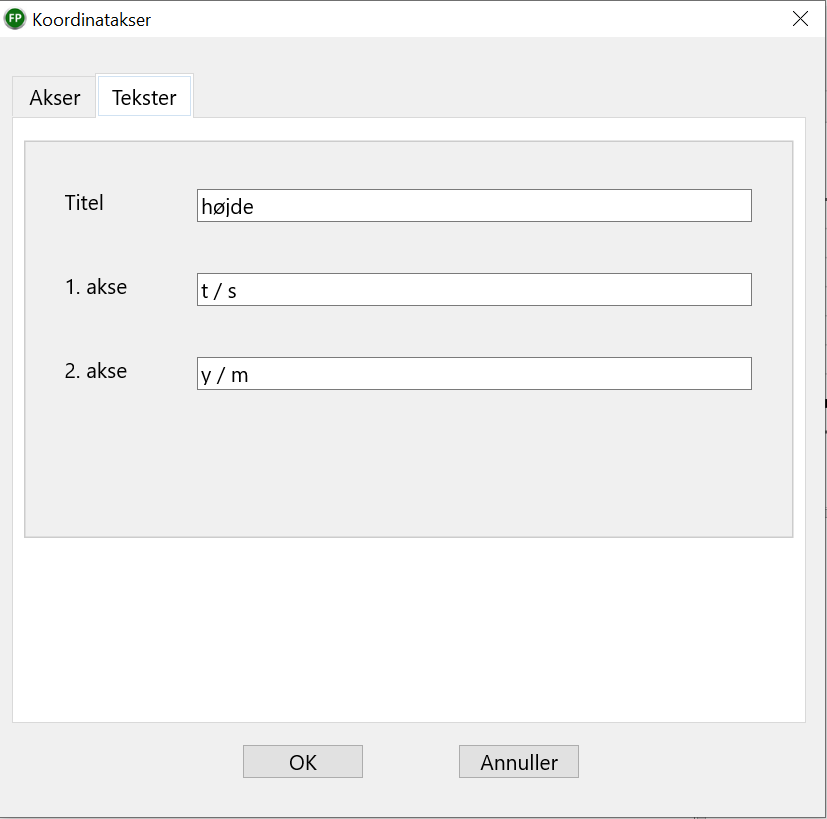 FP Koordinatakser
Akser Tekster
Titel højde
1. akse t / s
2. akse y / m
OK Annuller